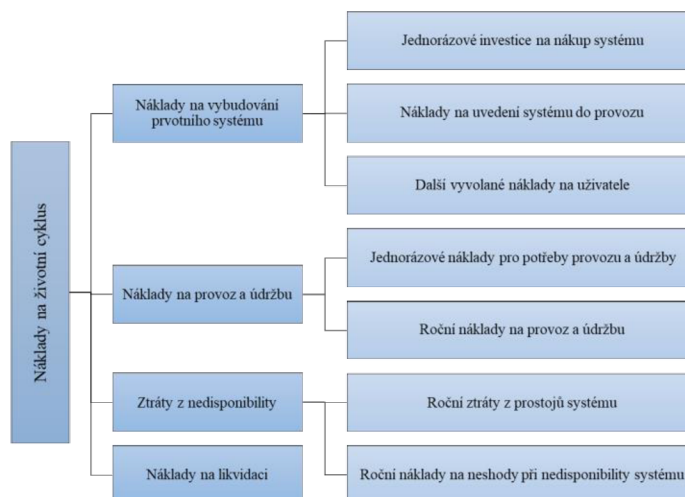 Náklady na životní cyklus
Náklady na vybudování
prvotního systému
Jednorázové investice na nákup systému
Náklady na uvedení systému do provozu
Další vyvolané náklady na uživatele
Náklady na provoz a údržbu
Jednorázové náklady pro potřeby provozu a údržby
Roční náklady na provoz a údržbu
Ztráty z nedisponibility
Roční ztráty z prostojů systému
Roční náklady na neshody při nedisponibility systému
Náklady na likvidaci